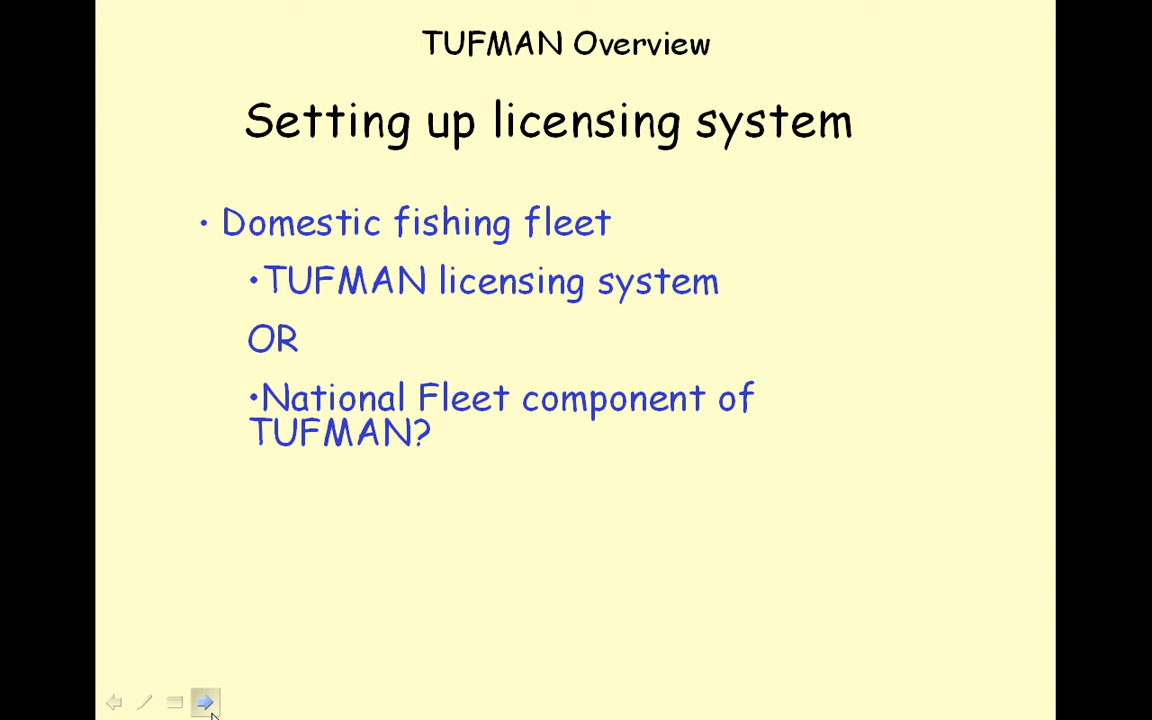 TUFMAN Overview
Setting up licensing system
• Domestic fishing fleet
•TUFMAN licensing system
OR
•National Fleet component of
TUFMAN?